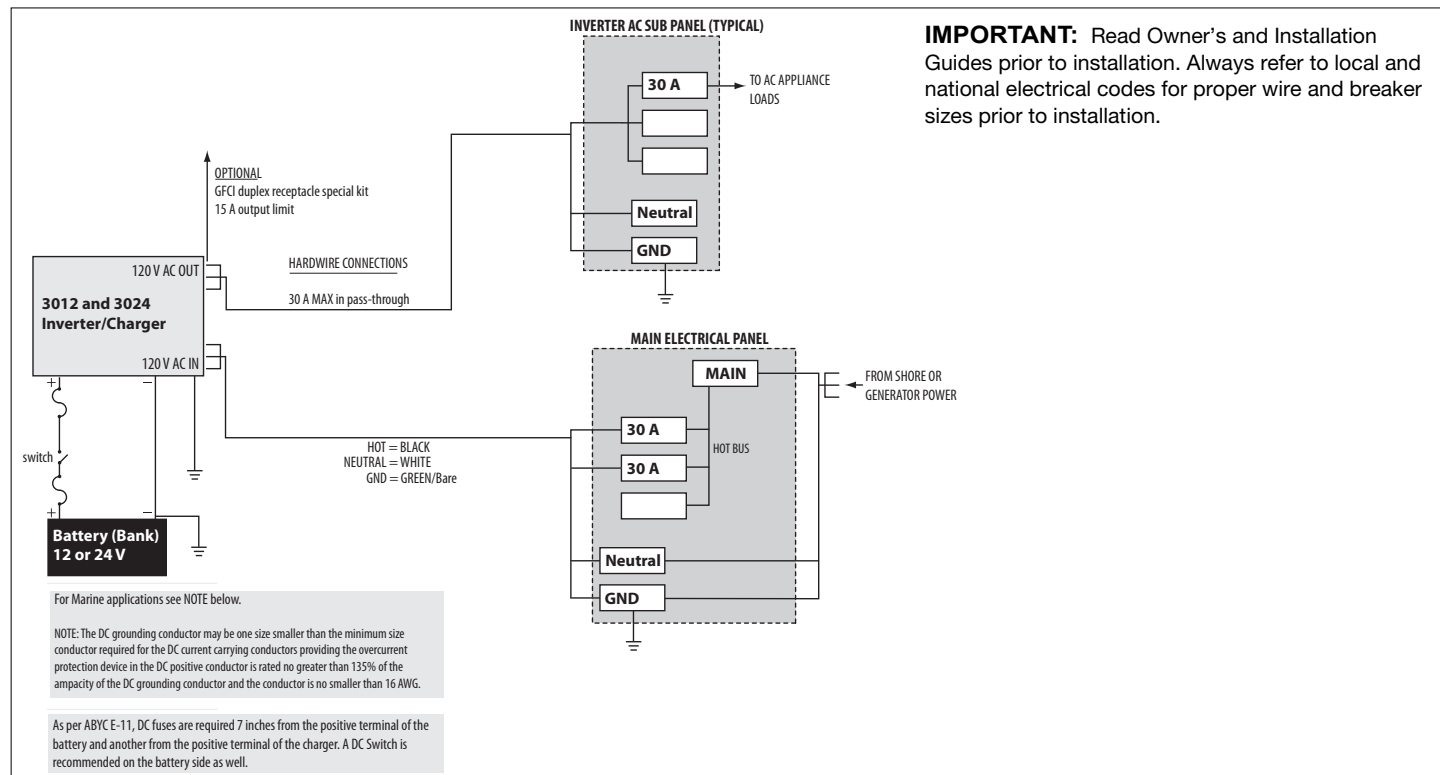 INVERTER AC SUB PANEL (TYPICAL)
30 A
TO AC APPLIANCE
LOADS
Neutral
GND
IMPORTANT: Read Owner’s and Installation
Guides prior to installation. Always refer to local and
national electrical codes for proper wire and breaker
sizes prior to installation.
OPTIONAL
GFCI duplex receptacle special kit
15 A output limit
HARDWIRE CONNECTIONS
30 A MAX in pass-through
120 V AC OUT
3012 and 3024
Inverter/Charger
120 V AC IN
+
–
switch
+
–
Battery (Bank)
12 or 24 V
HOT = BLACK
NEUTRAL = WHITE
GND = GREEN/Bare
MAIN ELECTRICAL PANEL
MAIN
30 A
30 A
HOT BUS
Neutral
GND
FROM SHORE OR
GENERATOR POWER
For Marine applications see NOTE below.
NOTE: The DC grounding conductor may be one size smaller than the minimum size
conductor required for the DC current carrying conductors providing the overcurrent
protection device in the DC positive conductor is rated no greater than 135% of the
ampacity of the DC grounding conductor and the conductor is no smaller than 16 AWG.
As per ABYC E-11, DC fuses are required 7 inches from the positive terminal of the
battery and another from the positive terminal of the charger. A DC Switch is
recommended on the battery side as well.